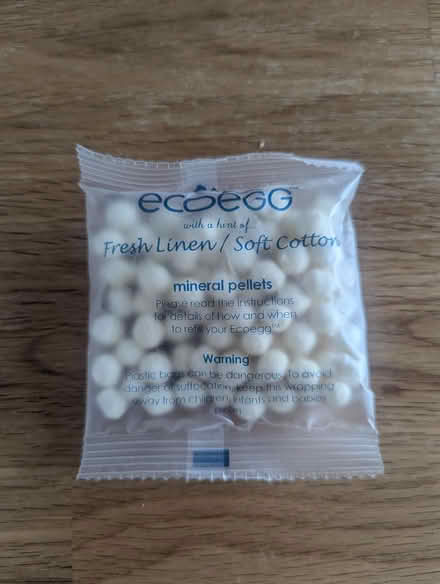 ecoegg™
with a hint of...
Fresh Linen / Soft Cotton
mineral pellets
Please read the instructions
for details of how and when
to refill your Ecoegg™
Warning
Plastic bags can be dangerous. To avoid
danger of suffocation, keep this wrapping
away from children, infants and babies